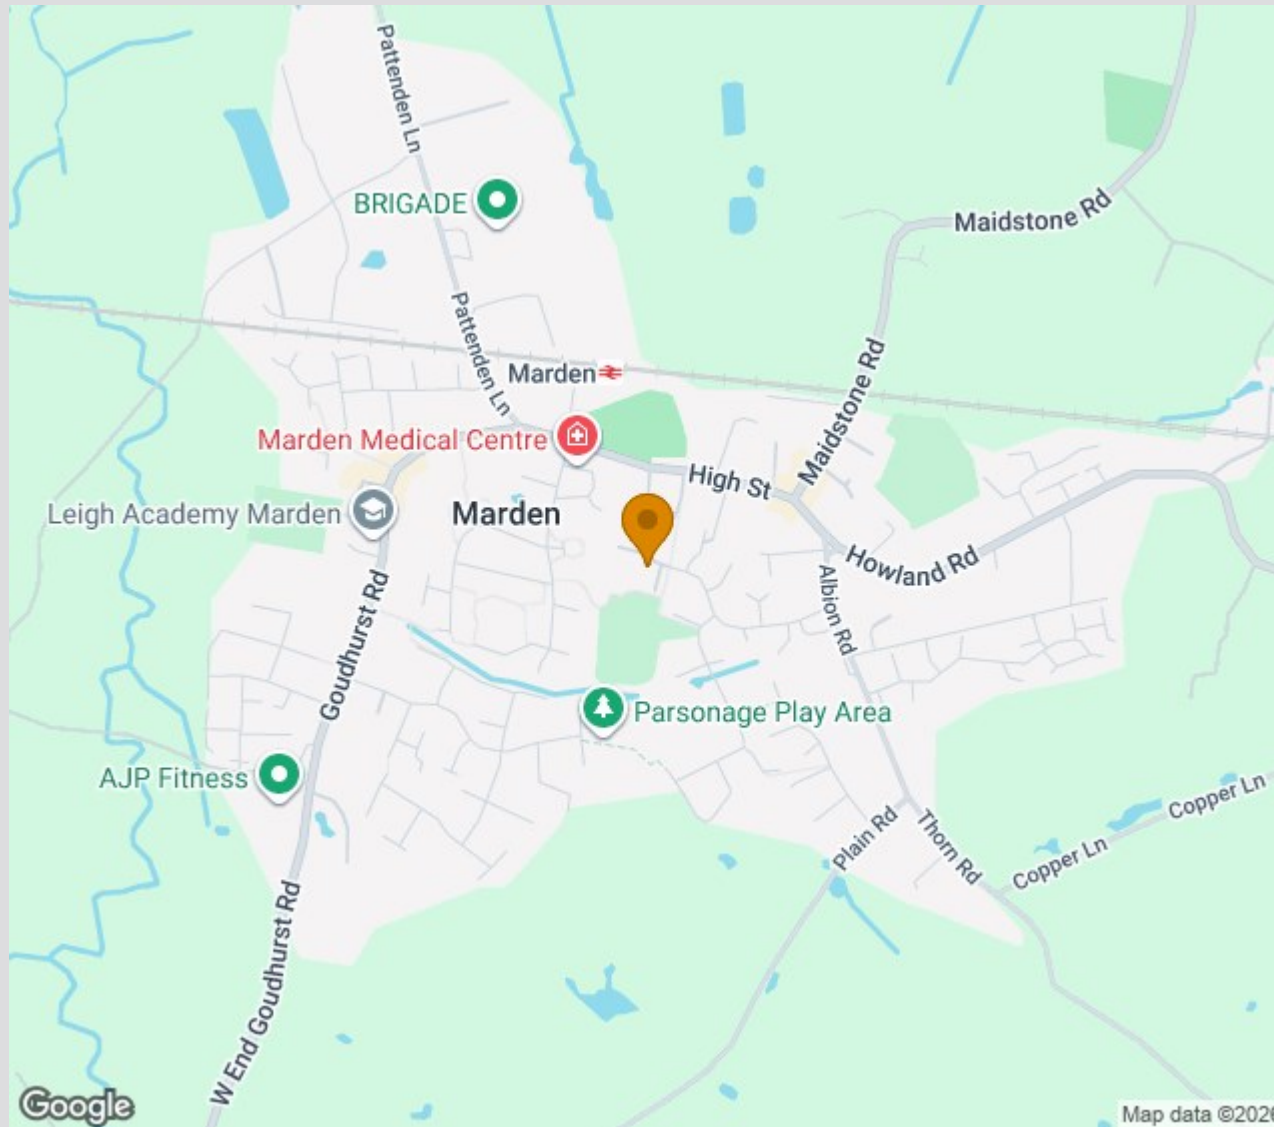 Pattenden Ln
BRIGADE
Maidstone Rd
Pattenden Ln
Marden
Maidstone Rd
Marden Medical Centre
High St
Leigh Academy Marden
Marden
Howland Rd
Albion Rd
Goudhurst Rd
Parsonage Play Area
AJP Fitness
Copper Ln
Plain Rd
Thorn Rd
Copper Ln
W End Goudhurst Rd
Google
Map data ©2026